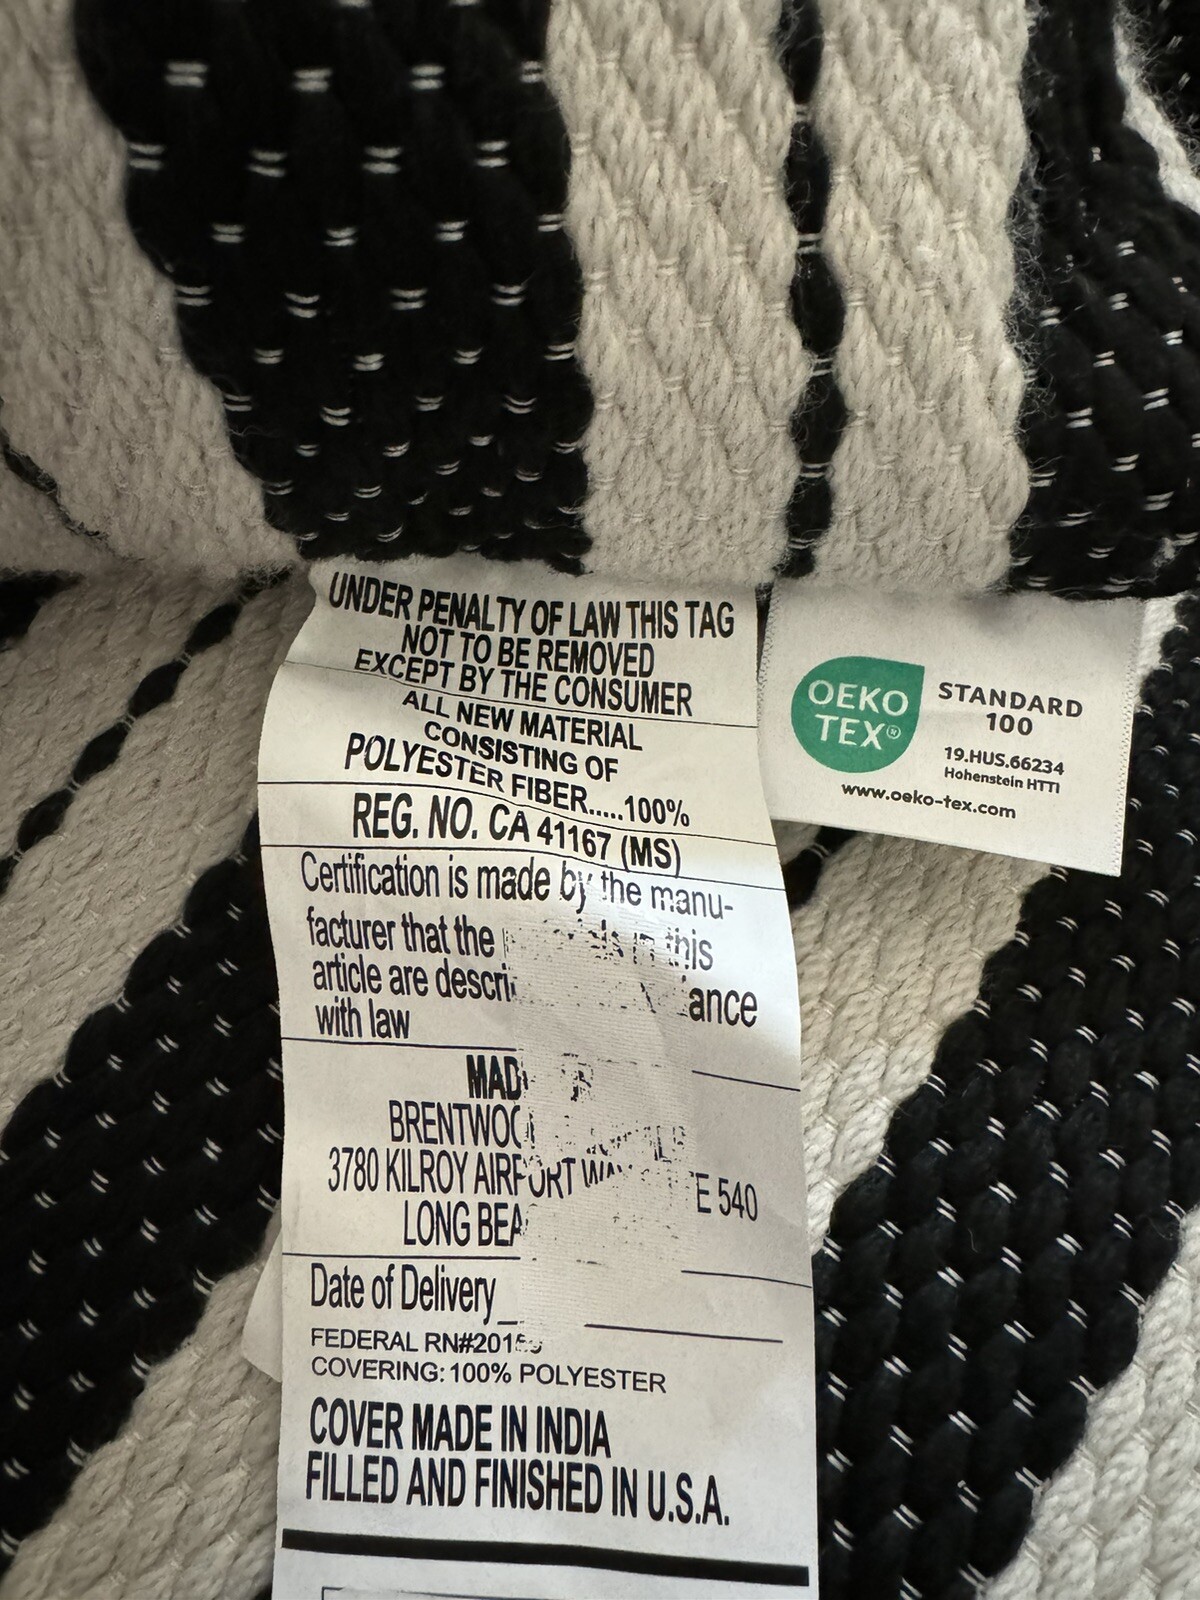 UNDER PENALTY OF LAW THIS TAG
NOT TO BE REMOVED
EXCEPT BY THE CONSUMER
ALL NEW MATERIAL
CONSISTING OF
POLYESTER FIBER.....100%
REG. NO. CA 41167 (MS)
Certification is made by the manu-
facturer that the this
article are
with law
3780 KILROY AIRPORT 540
LONG
Date of Delivery
FEDERAL
COVERING: 100% POLYESTER
COVER MADE IN INDIA
FILLED AND FINISHED IN U.S.A.
OEKO
TEX®
STANDARD
100
19.HUS.66234
Hohenstein HTTI
www.oeko-tex.com